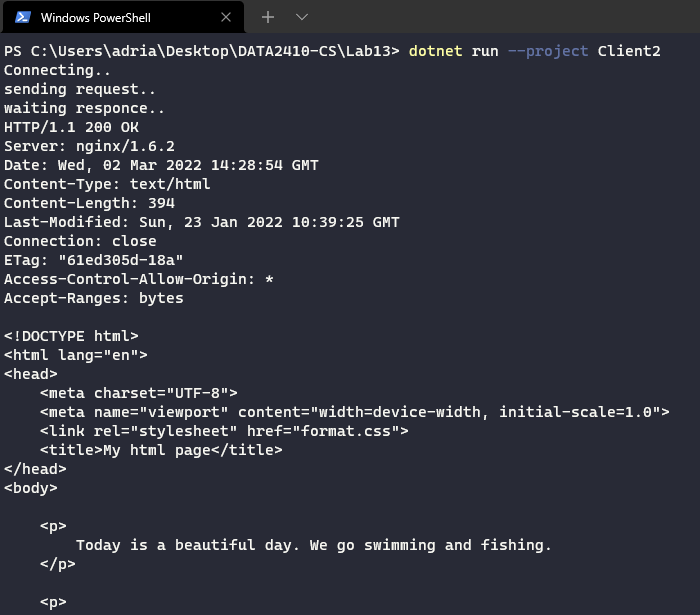 Windows PowerShell
PS C:\Users\adria\Desktop\DATA2410-CS\Lab13> dotnet run --project Client2
Connecting..
sending request..
waiting responce..
HTTP/1.1 200 OK
Server: nginx/1.6.2
Date: Wed, 02 Mar 2022 14:28:54 GMT
Content-Type: text/html
Content-Length: 394
Last-Modified: Sun, 23 Jan 2022 10:39:25 GMT
Connection: close
ETag: "61ed305d-18a"
Access-Control-Allow-Origin: *
Accept-Ranges: bytes

<!DOCTYPE html>
<html lang="en">
<head>
    <meta charset="UTF-8">
    <meta name="viewport" content="width=device-width, initial-scale=1.0">
    <link rel="stylesheet" href="format.css">
    <title>My html page</title>
</head>
<body>

    <p>
        Today is a beautiful day. We go swimming and fishing.
    </p>

    <p>